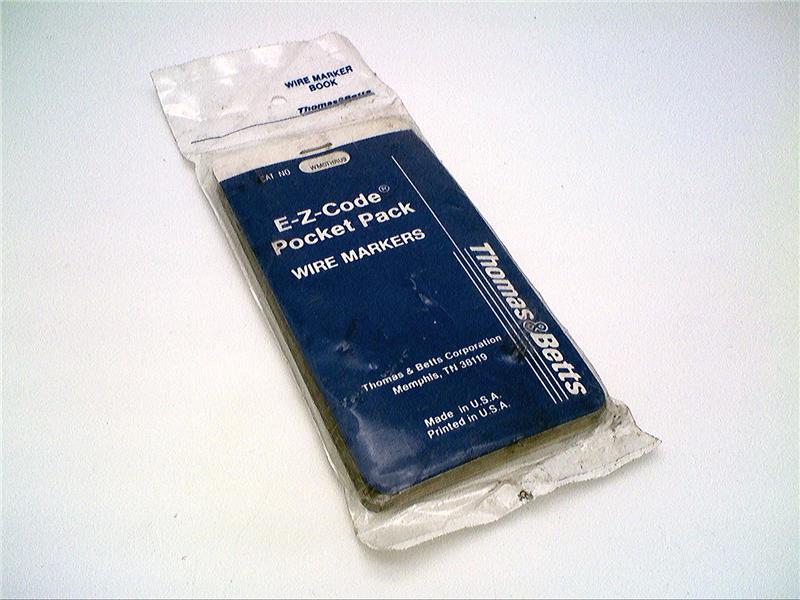 WIRE MARKER
BOOK
Thomas&Betts
CAT. NO
WM0THRU9
E-Z-Code®
Pocket Pack
WIRE MARKERS
Thomas&Betts
Thomas & Betts Corporation
Memphis, TN 38119
Made in U.S.A.
Printed in U.S.A.